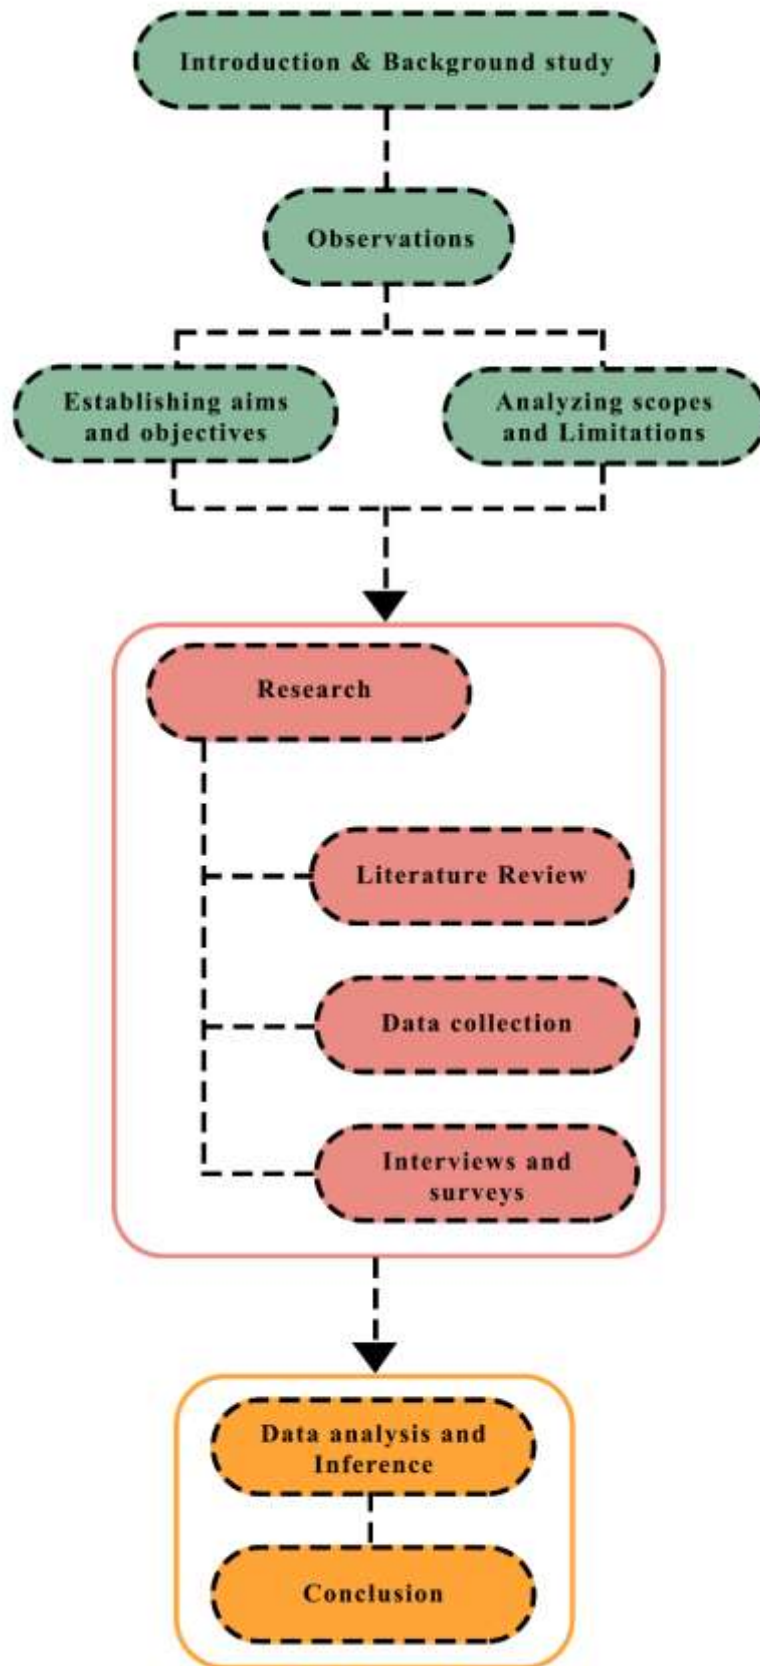 Introduction & Background study
Observations
Establishing aims
and objectives
Analyzing scopes
and Limitations
Research
Literature Review
Data collection
Interviews and
surveys
Data analysis and
Inference
Conclusion